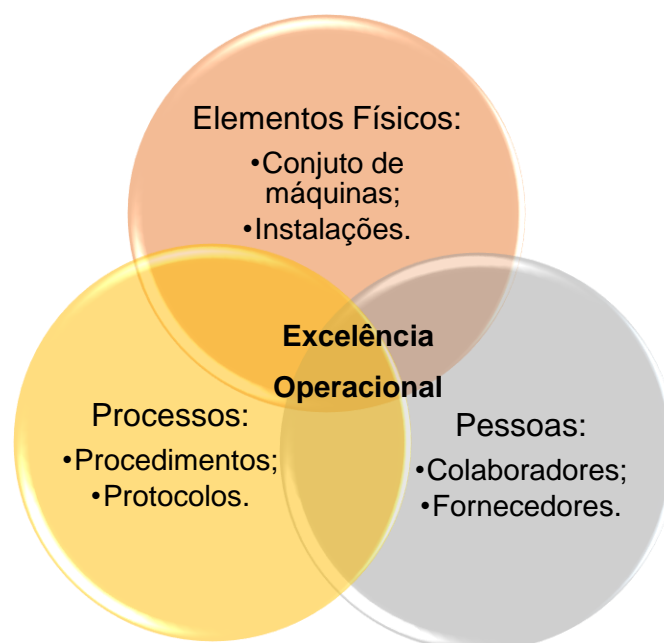 Elementos Físicos:
•Conjuto de
máquinas;
•Instalações.
Excelência
Operacional
Processos:
•Procedimentos;
•Protocolos.
Pessoas:
•Colaboradores;
•Fornecedores.